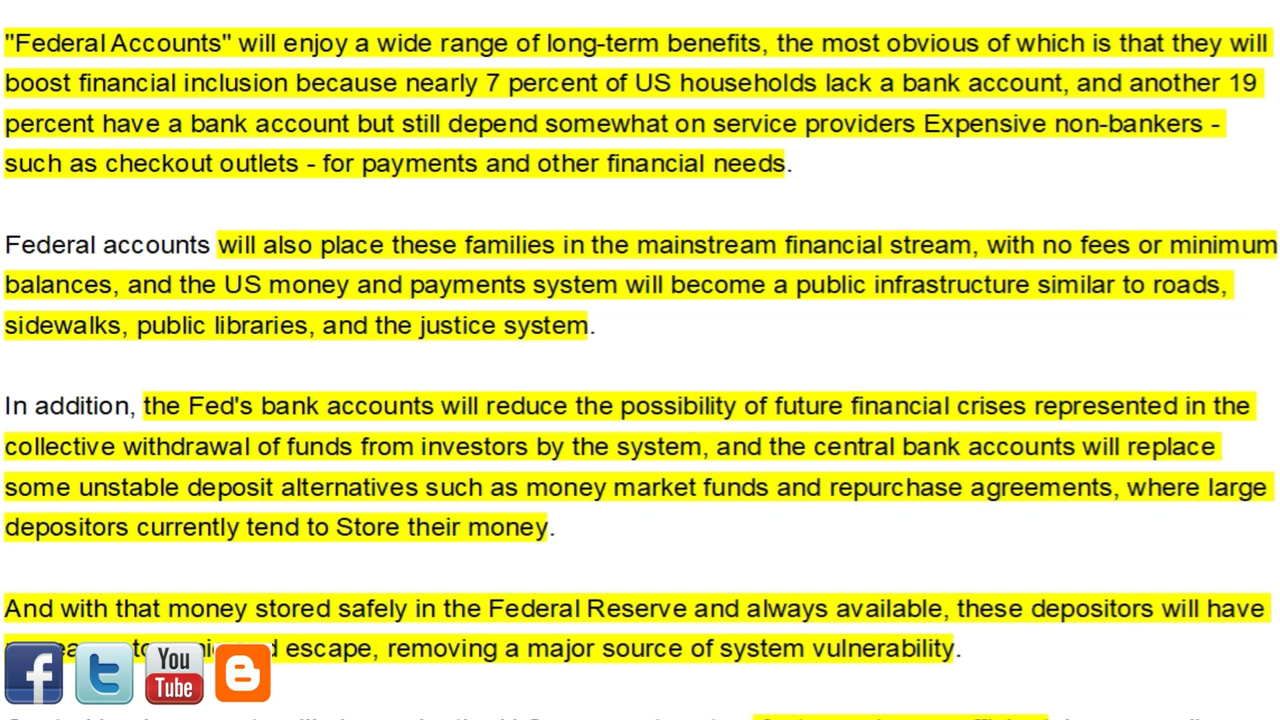 "Federal Accounts" will enjoy a wide range of long-term benefits, the most obvious of which is that they will
boost financial inclusion because nearly 7 percent of US households lack a bank account, and another 19
percent have a bank account but still depend somewhat on service providers Expensive non-bankers -
such as checkout outlets - for payments and other financial needs.
Federal accounts will also place these families in the mainstream financial stream, with no fees or minimum
balances, and the US money and payments system will become a public infrastructure similar to roads,
sidewalks, public libraries, and the justice system.
In addition, the Fed's bank accounts will reduce the possibility of future financial crises represented in the
collective withdrawal of funds from investors by the system, and the central bank accounts will replace
some unstable deposit alternatives such as money market funds and repurchase agreements, where large
depositors currently tend to Store their money.
And with that money stored safely in the Federal Reserve and always available, these depositors will have
escape, removing a major source of system vulnerability.
f t You Tube B